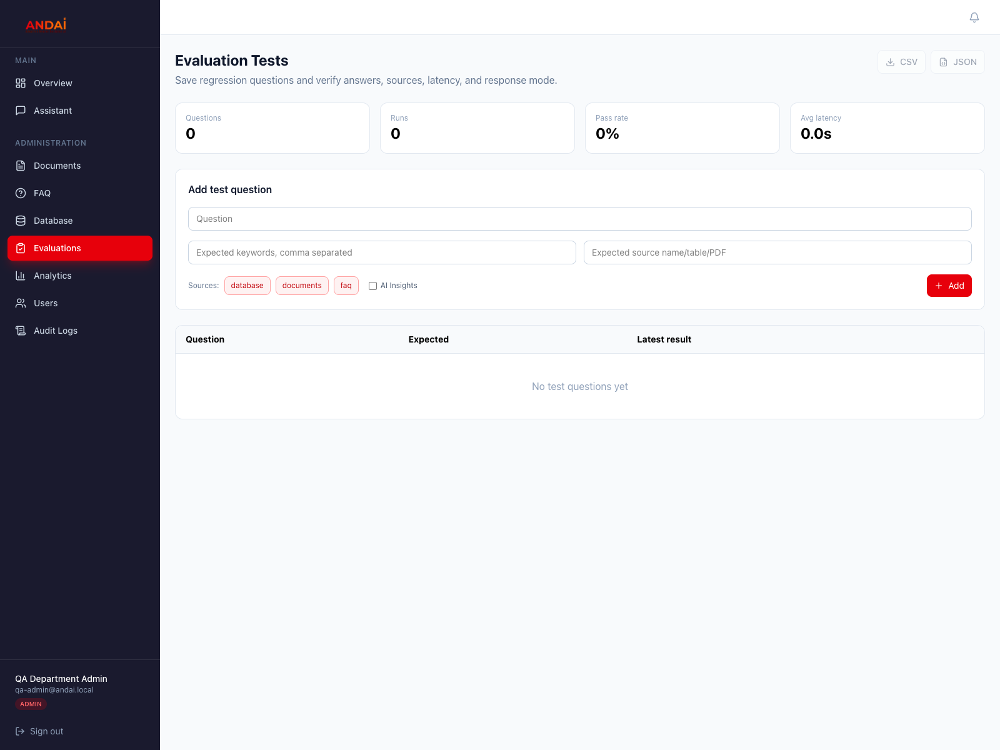 ANDAİ
MAIN
Overview
Assistant
ADMINISTRATION
Documents
FAQ
Database
Evaluations
Analytics
Users
Audit Logs
QA Department Admin
qa-admin@andai.local
ADMIN
Sign out
Evaluation Tests
Save regression questions and verify answers, sources, latency, and response mode.
CSV
JSON
Questions
0
Runs
0
Pass rate
0%
Avg latency
0.0s
Add test question
Question
Expected keywords, comma separated
Expected source name/table/PDF
Sources: database documents faq AI Insights
Add
Question Expected Latest result
No test questions yet